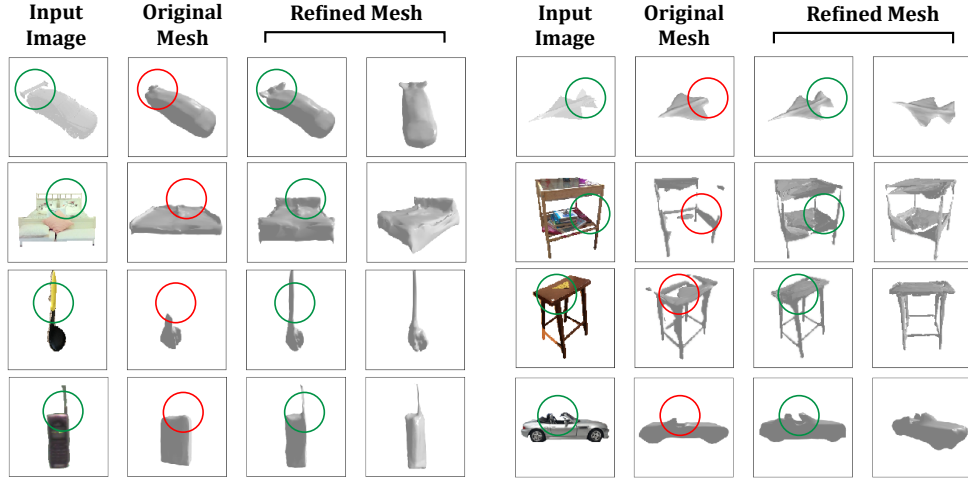 Input
Image
Original
Mesh
Refined Mesh
Input
Image
Original
Mesh
Refined Mesh